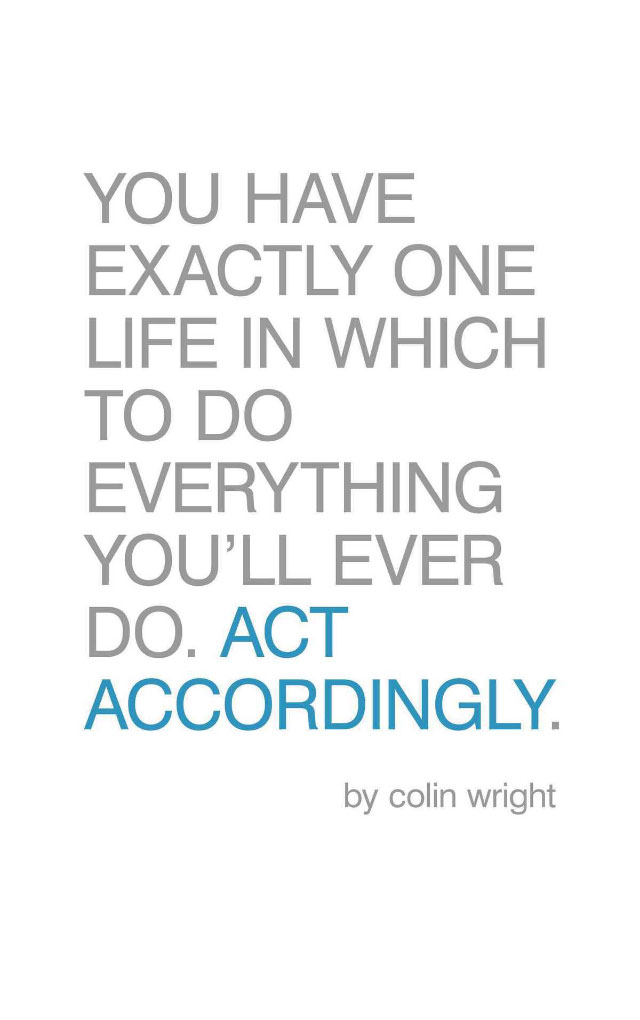 YOU HAVE
EXACTLY ONE
LIFE IN WHICH
TO DO
EVERYTHING
YOU’LL EVER
DO. ACT
ACCORDINGLY.
by colin wright